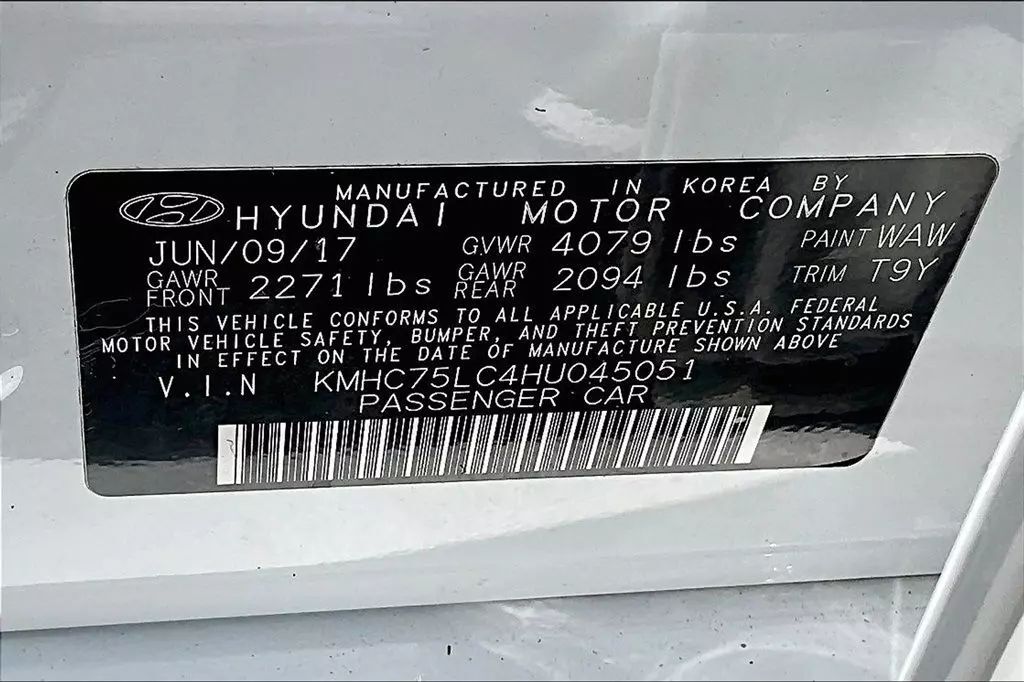 MANUFACTURED IN KOREA BY
HYUNDAI MOTOR COMPANY
JUN/09/17 GVWR 4079 lbs PAINT WAW
GAWR FRONT 2271 lbs GAWR REAR 2094 lbs TRIM T9Y
THIS VEHICLE CONFORMS TO ALL APPLICABLE U.S.A. FEDERAL
MOTOR VEHICLE SAFETY, BUMPER, AND THEFT PREVENTION STANDARDS
IN EFFECT ON THE DATE OF MANUFACTURE SHOWN ABOVE
V.I.N KMHC75LC4HU045051
PASSENGER CAR